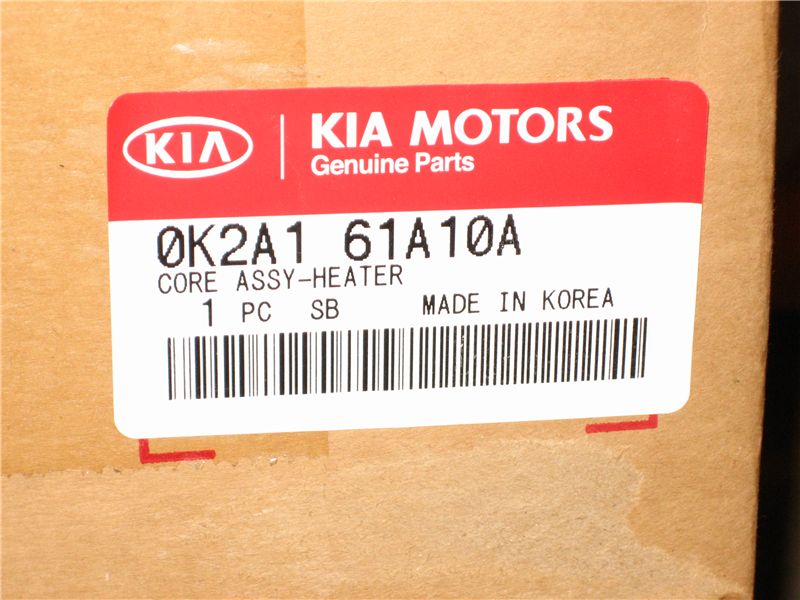 KIA
KIA MOTORS
Genuine Parts
0K2A1 61A10A
CORE ASSY-HEATER
1 PC SB MADE IN KOREA